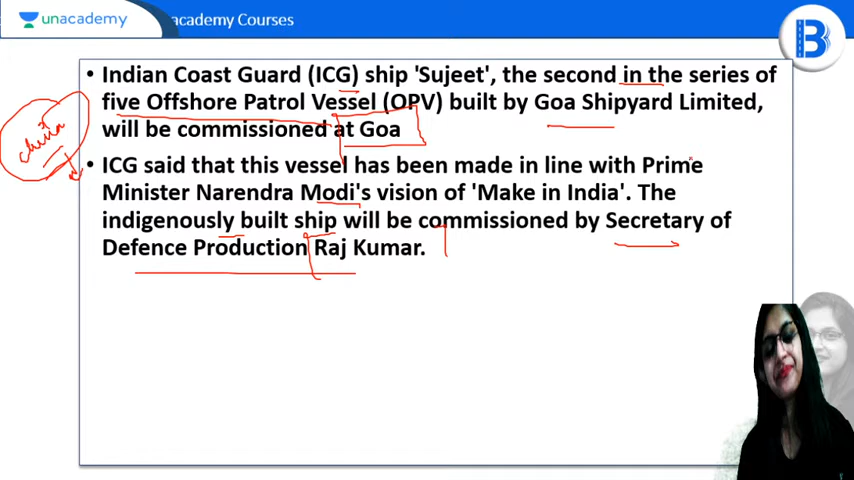 unacademy
academy Courses
B
• Indian Coast Guard (ICG) ship 'Sujeet', the second in the series of
five Offshore Patrol Vessel (OPV) built by Goa Shipyard Limited,
will be commissioned at Goa
china
• ICG said that this vessel has been made in line with Prime
Minister Narendra Modi's vision of 'Make in India'. The
indigenously built ship will be commissioned by Secretary of
Defence Production Raj Kumar.